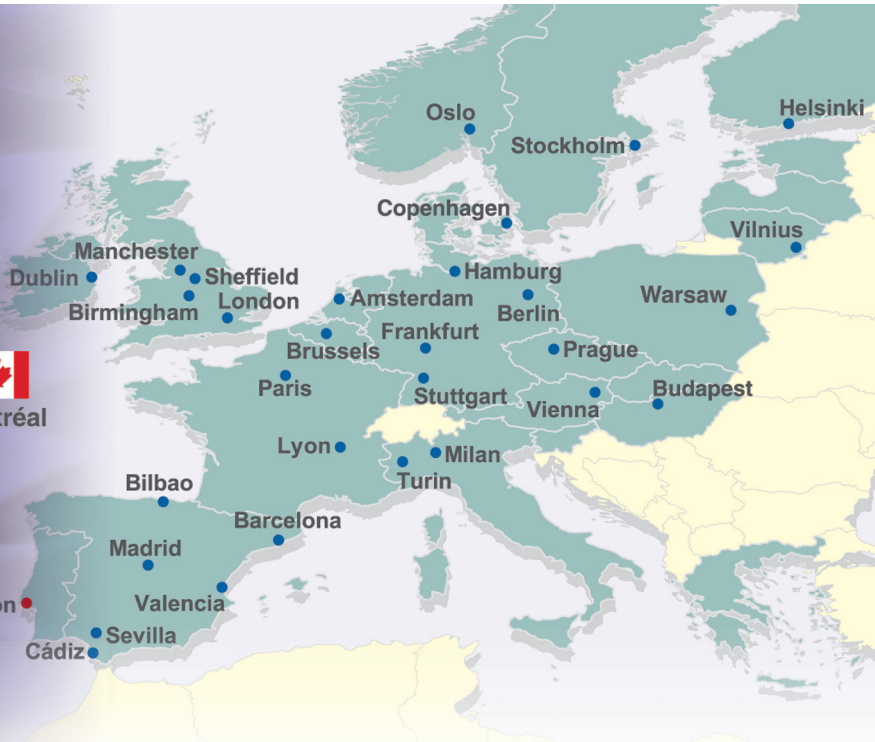 Helsinki
Oslo
Stockholm
Copenhagen
Vilnius
Manchester
Dublin
Sheffield
Hamburg
Birmingham
London
Amsterdam
Berlin
Warsaw
Frankfurt
Brussels
Prague
Paris
Stuttgart
Budapest
Vienna
tréal
Lyon
Milan
Turin
Bilbao
Barcelona
Madrid
Valencia
on
Sevilla
Cádiz